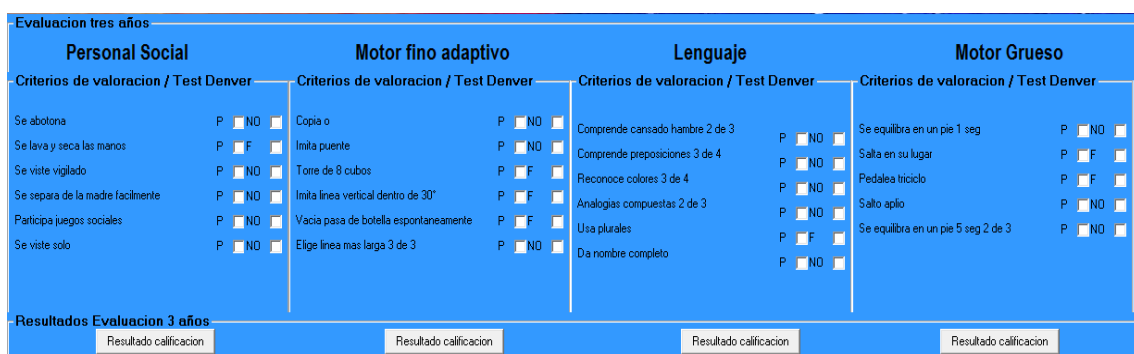 Evaluacion tres años
Personal Social
Criterios de valoracion / Test Denver
Se abotona P NO
Se lava y seca las manos P F
Se viste vigilado P NO
Se separa de la madre facilmente P NO
Participa juegos sociales P NO
Se viste solo P NO
Motor fino adaptivo
Criterios de valoracion / Test Denver
Copia o P NO
Imita puente P NO
Torre de 8 cubos P F
Imita linea vertical dentro de 30° P F
Vacia pasa de botella espontaneamente P F
Elige linea mas larga 3 de 3 P NO
Lenguaje
Criterios de valoracion / Test Denver
Comprende cansado hambre 2 de 3 P NO
Comprende preposiciones 3 de 4 P NO
Reconoce colores 3 de 4 P NO
Analogias compuestas 2 de 3 P NO
Usa plurales P F
Da nombre completo P NO
Motor Grueso
Criterios de valoracion / Test Denver
Se equilibra en un pie 1 seg P NO
Salta en su lugar P F
Pedalea triciclo P F
Salto aplio P NO
Se equilibra en un pie 5 seg 2 de 3 P NO
Resultados Evaluacion 3 años
Resultado calificacion
Resultado calificacion
Resultado calificacion
Resultado calificacion